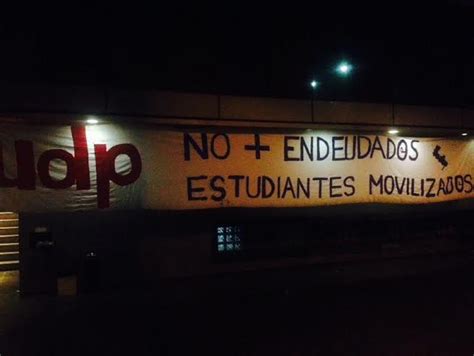 udp
NO + ENDEUDADOS
ESTUDIANTES MOVILIZADOS